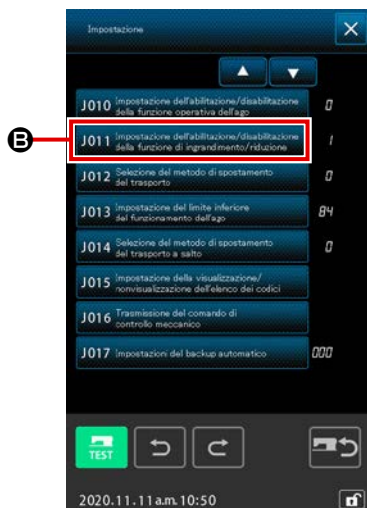 Impostazione
J010 Impostazione dell'abilitazione/disabilitazione
della funzione operativa dell'ago
0
B
J011 Impostazione dell'abilitazione/disabilitazione
della funzione di ingrandimento/riduzione
1
J012 Selezione del metodo di spostamento
del trasporto
0
J013 Impostazione del limite inferiore
del funzionamento dell'ago
84
J014 Selezione del metodo di spostamento
del trasporto a salto
0
J015 Impostazione della visualizzazione/
nonvisualizzazione dell'elenco dei codici
J016 Trasmissione del comando di
controllo meccanico
J017 Impostazioni del backup automatico
000
TEST
2020.11.11 a.m. 10:50